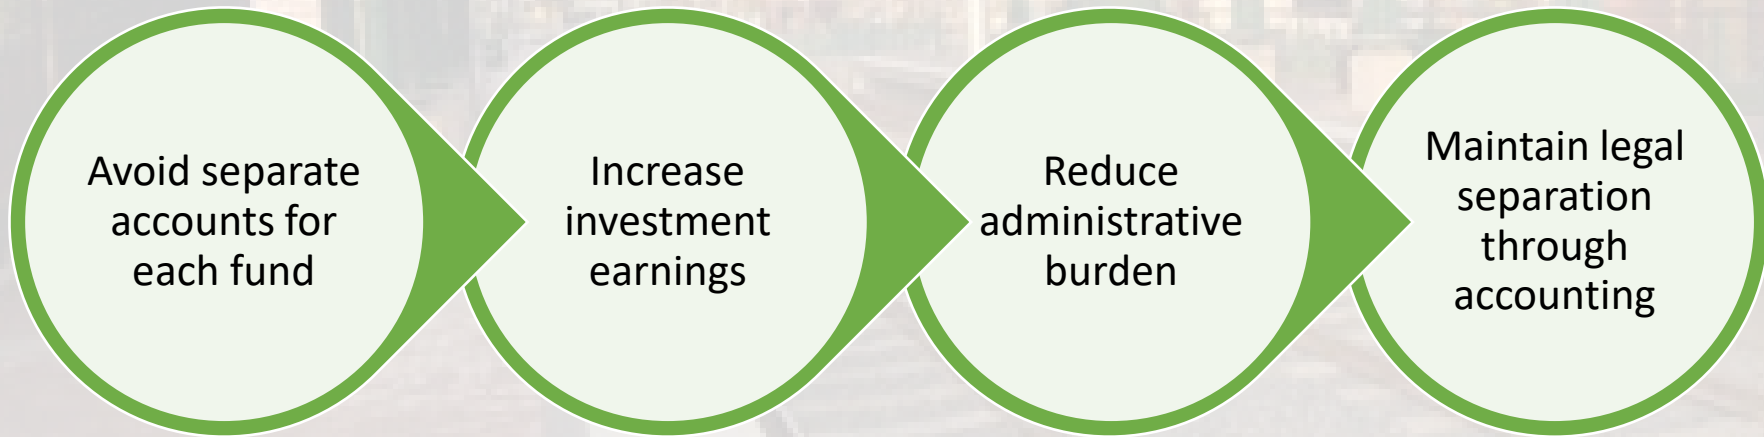 Avoid separate
accounts for
each fund
Increase
investment
earnings
Reduce
administrative
burden
Maintain legal
separation
through
accounting